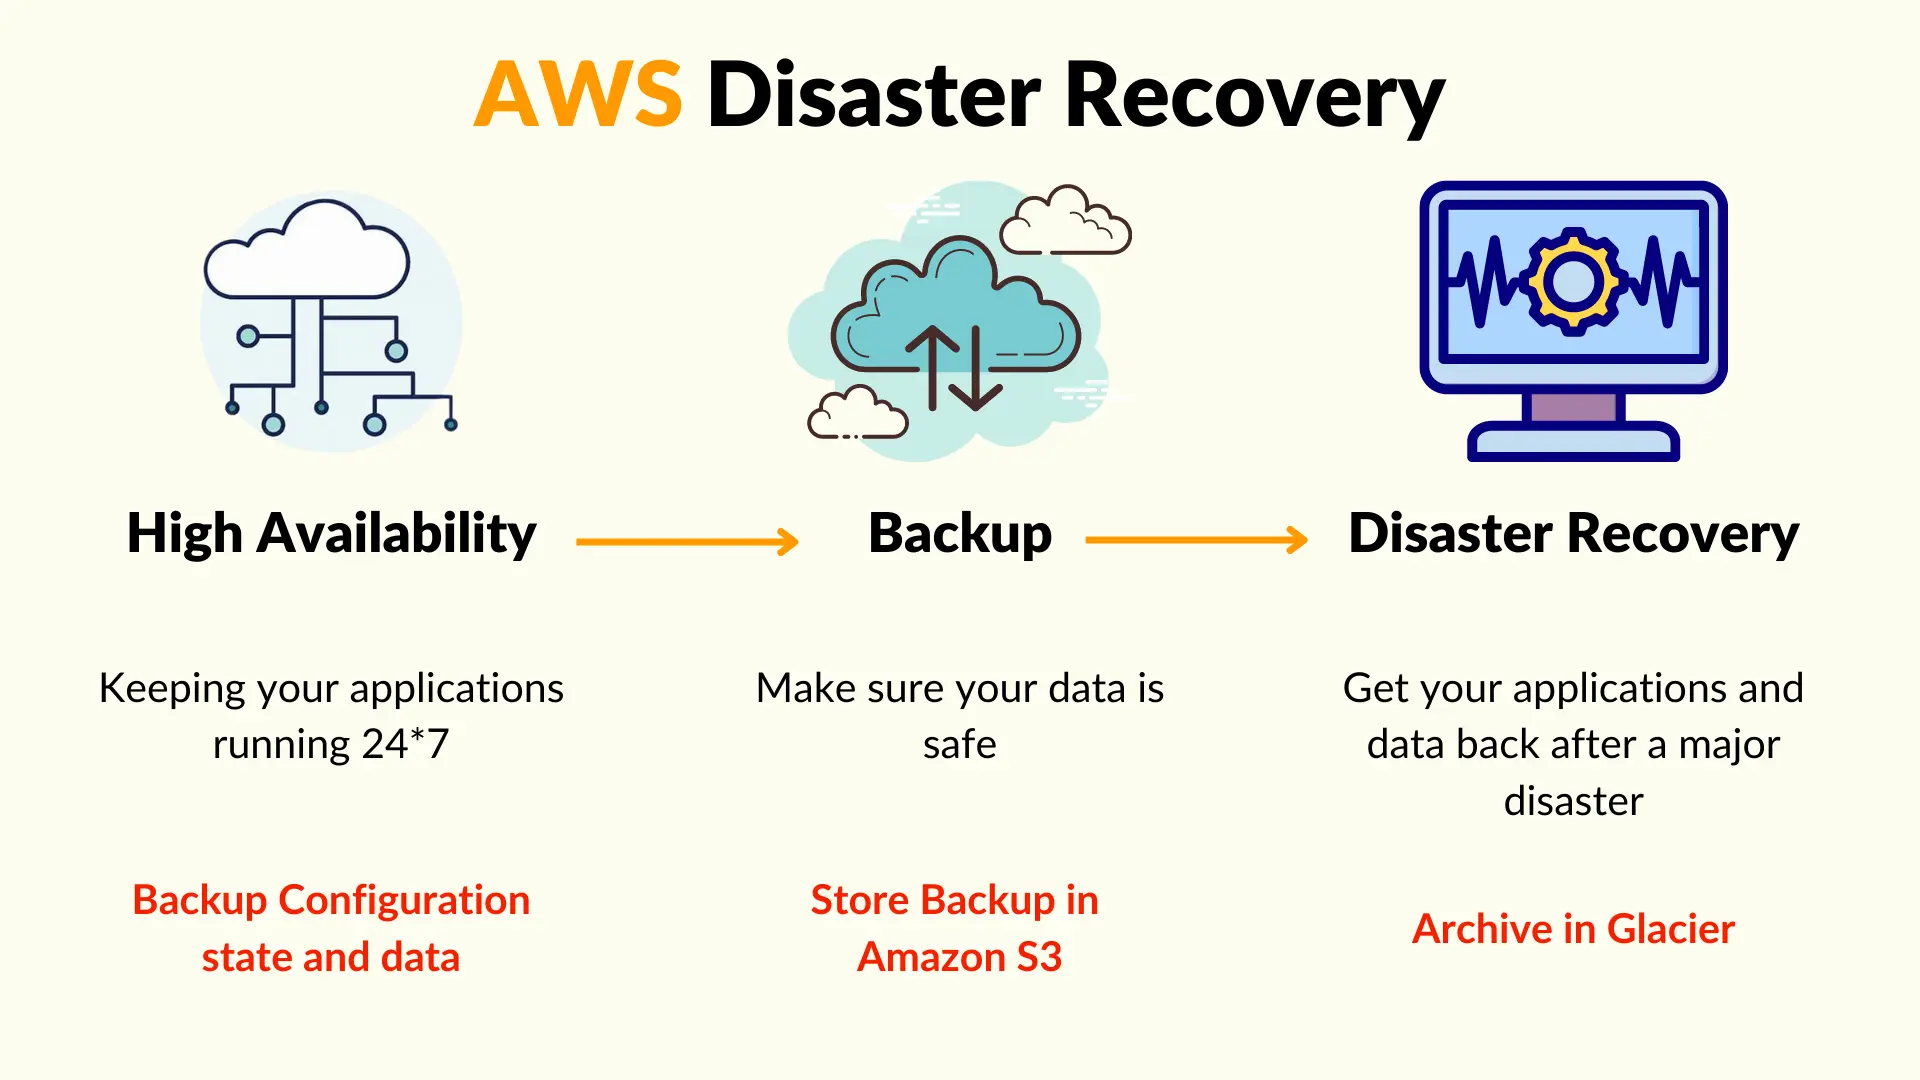 AWS Disaster Recovery
High Availability
Backup
Disaster Recovery
Keeping your applications
running 24*7
Make sure your data is
safe
Get your applications and
data back after a major
disaster
Backup Configuration
state and data
Store Backup in
Amazon S3
Archive in Glacier